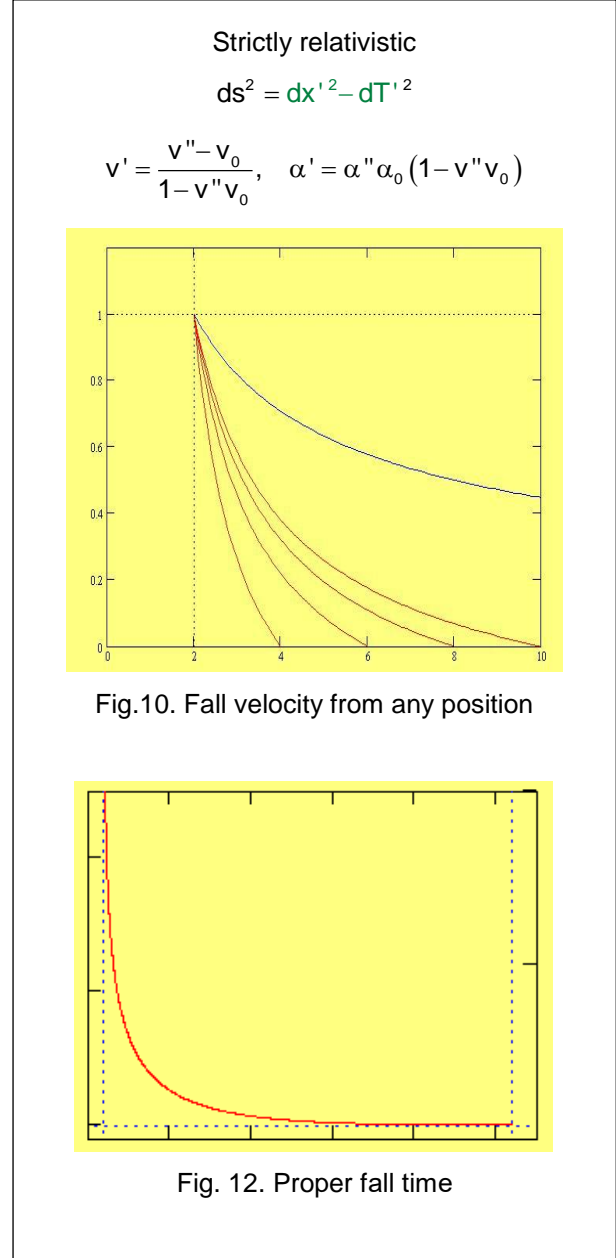 Strictly relativistic
ds² = dx'² − dT'²
v' = (v'' − v₀) / (1 − v''v₀), α' = α''α₀(1 − v''v₀)
1
0.8
0.6
0.4
0.2
0
0 2 4 6 8 10
Fig.10. Fall velocity from any position
Fig. 12. Proper fall time